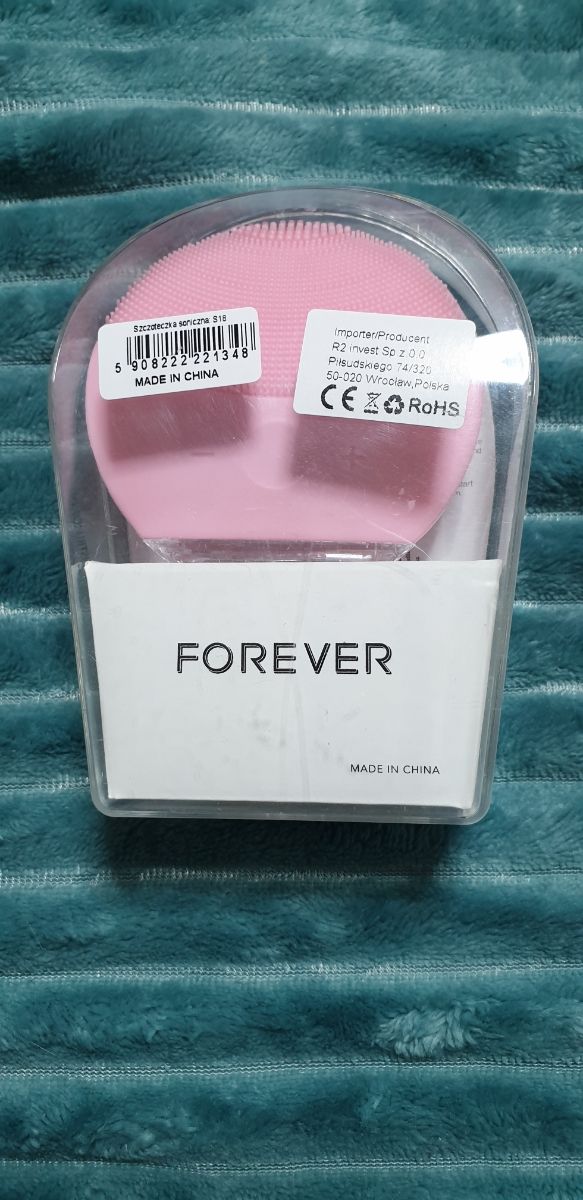 Szczoteczka soniczna: S18
5 908222 221348
MADE IN CHINA
Importer/Producent
R2 invest Sp z.o.o
Piłsudskiego 74/320
50-020 Wrocław,Polska
CE RoHS
FOREVER
MADE IN CHINA